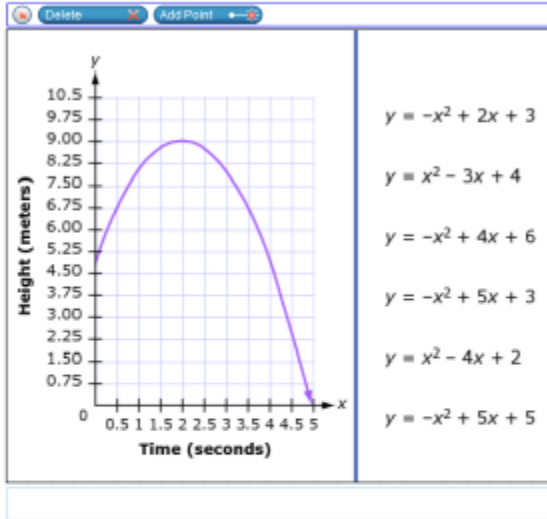 Delete
Add Point
y
10.5
9.75
9.00
8.25
7.50
6.75
6.00
5.25
4.50
3.75
3.00
2.25
1.50
0.75
0
Height (meters)
0.5 1 1.5 2 2.5 3 3.5 4 4.5 5
x
Time (seconds)
y = –x² + 2x + 3
y = x² – 3x + 4
y = –x² + 4x + 6
y = –x² + 5x + 3
y = x² – 4x + 2
y = –x² + 5x + 5